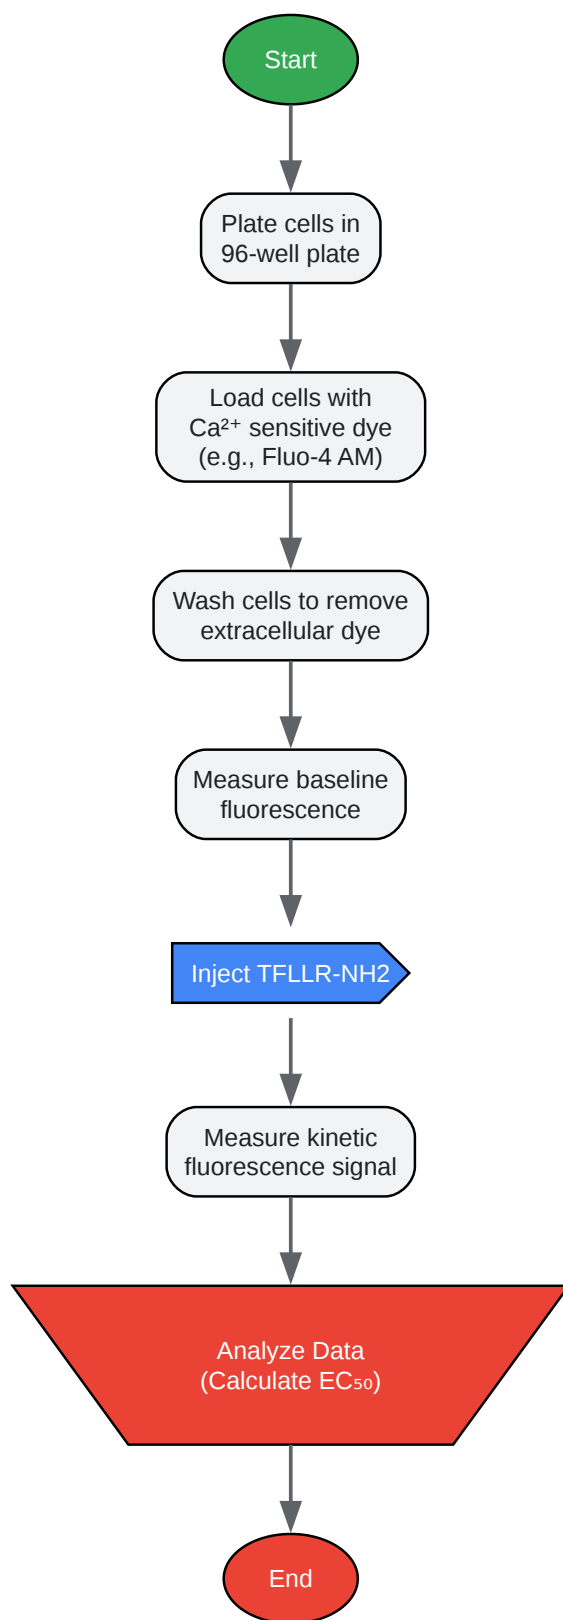 Start
Plate cells in
96-well plate
Load cells with
Ca²⁺ sensitive dye
(e.g., Fluo-4 AM)
Wash cells to remove
extracellular dye
Measure baseline
fluorescence
Inject TFLLR-NH2
Measure kinetic
fluorescence signal
Analyze Data
(Calculate EC₅₀)
End